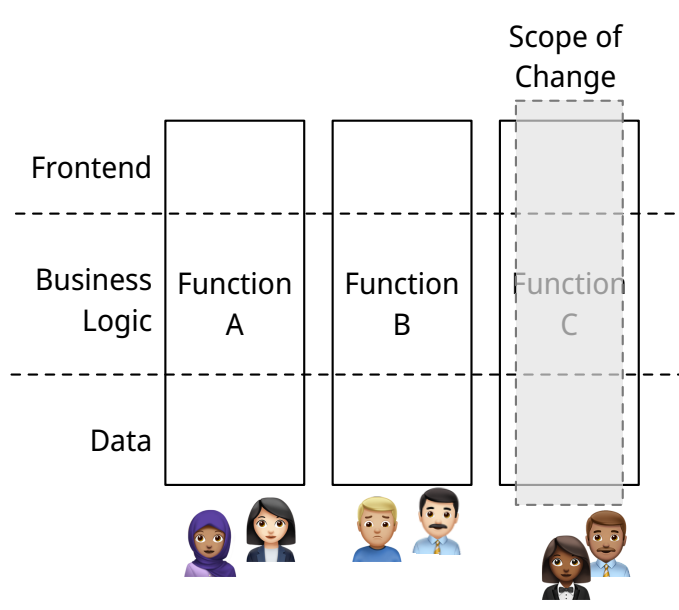 Scope of
Change
Frontend
Business
Logic
Function
A
Function
B
Function
C
Data